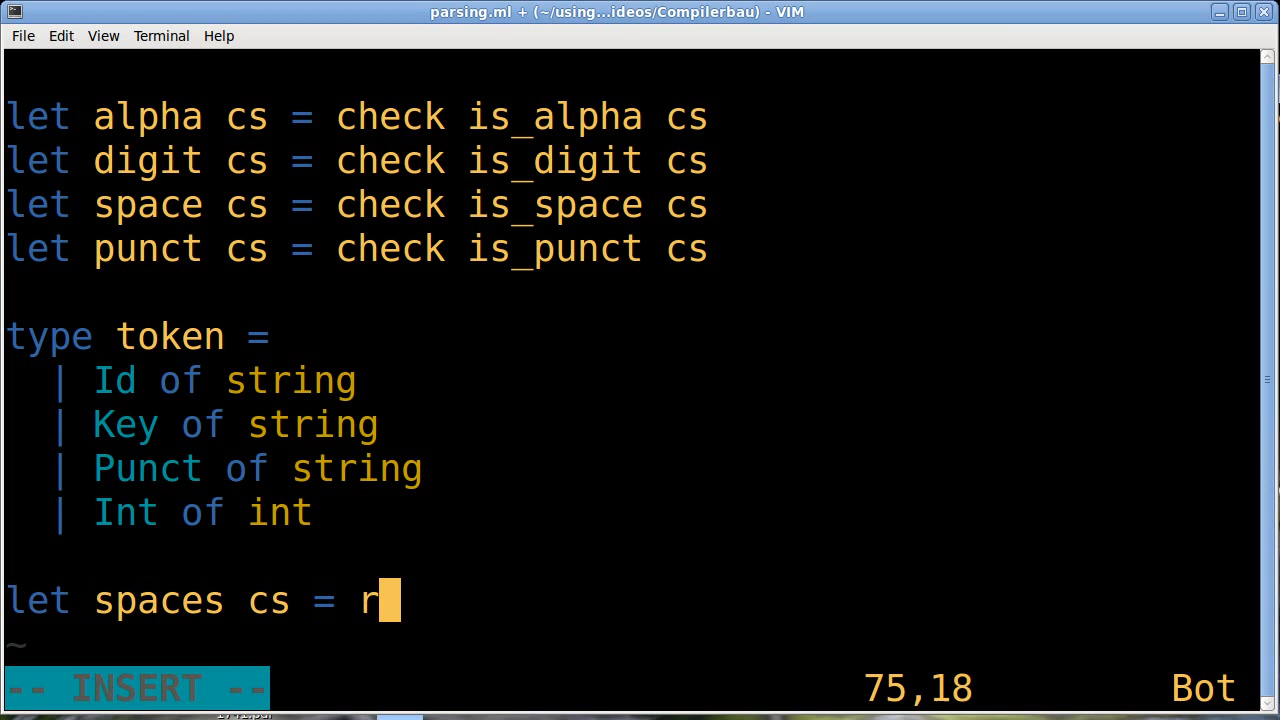 parsing.ml + (~/using...ideos/Compilerbau) - VIM
File Edit View Terminal Help
let alpha cs = check is_alpha cs
let digit cs = check is_digit cs
let space cs = check is_space cs
let punct cs = check is_punct cs
type token =
| Id of string
| Key of string
| Punct of string
| Int of int
let spaces cs = r
~
-- INSERT -- 75,18 Bot